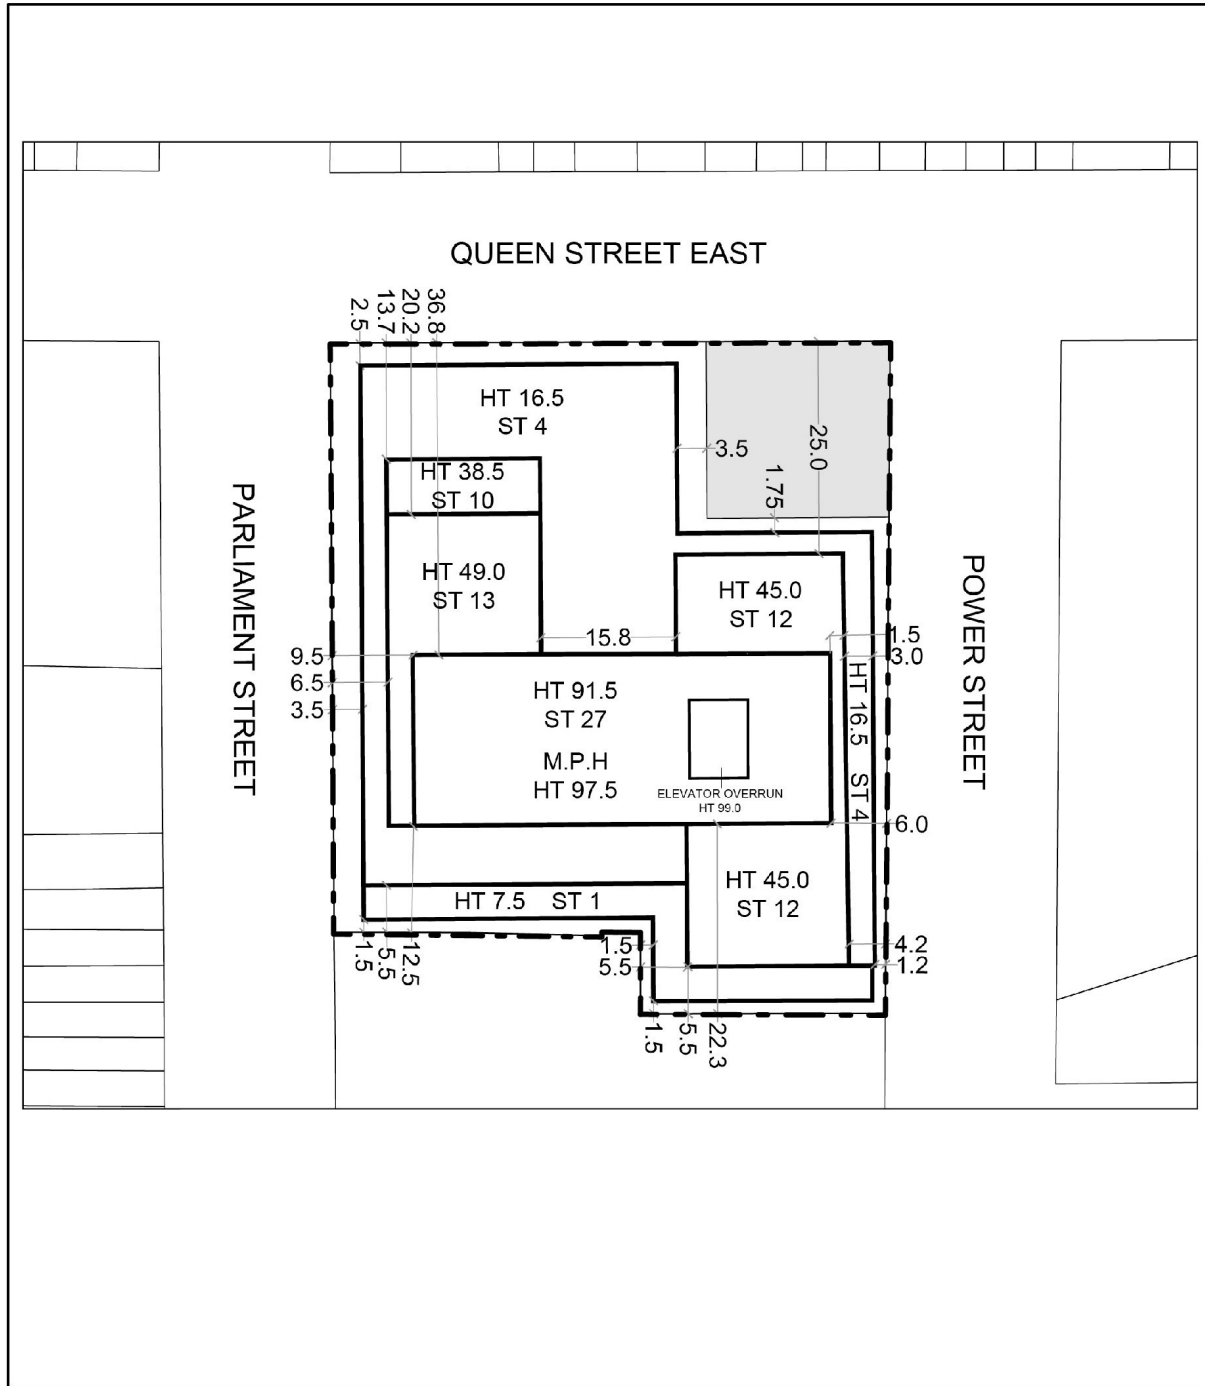 QUEEN STREET EAST
2.5
13.7
20.2
36.8
HT 16.5
ST 4
3.5
25.0
1.75
HT 38.5
ST 10
PARLIAMENT STREET
POWER STREET
HT 49.0
ST 13
HT 45.0
ST 12
15.8
1.5
3.0
9.5
6.5
3.5
HT 91.5
ST 27
M.P.H
HT 97.5
ELEVATOR OVERRUN
HT 99.0
HT 16.5 ST 4
6.0
HT 45.0
ST 12
HT 7.5 ST 1
1.5
5.5
12.5
1.5
5.5
4.2
1.2
1.5
5.5
22.3